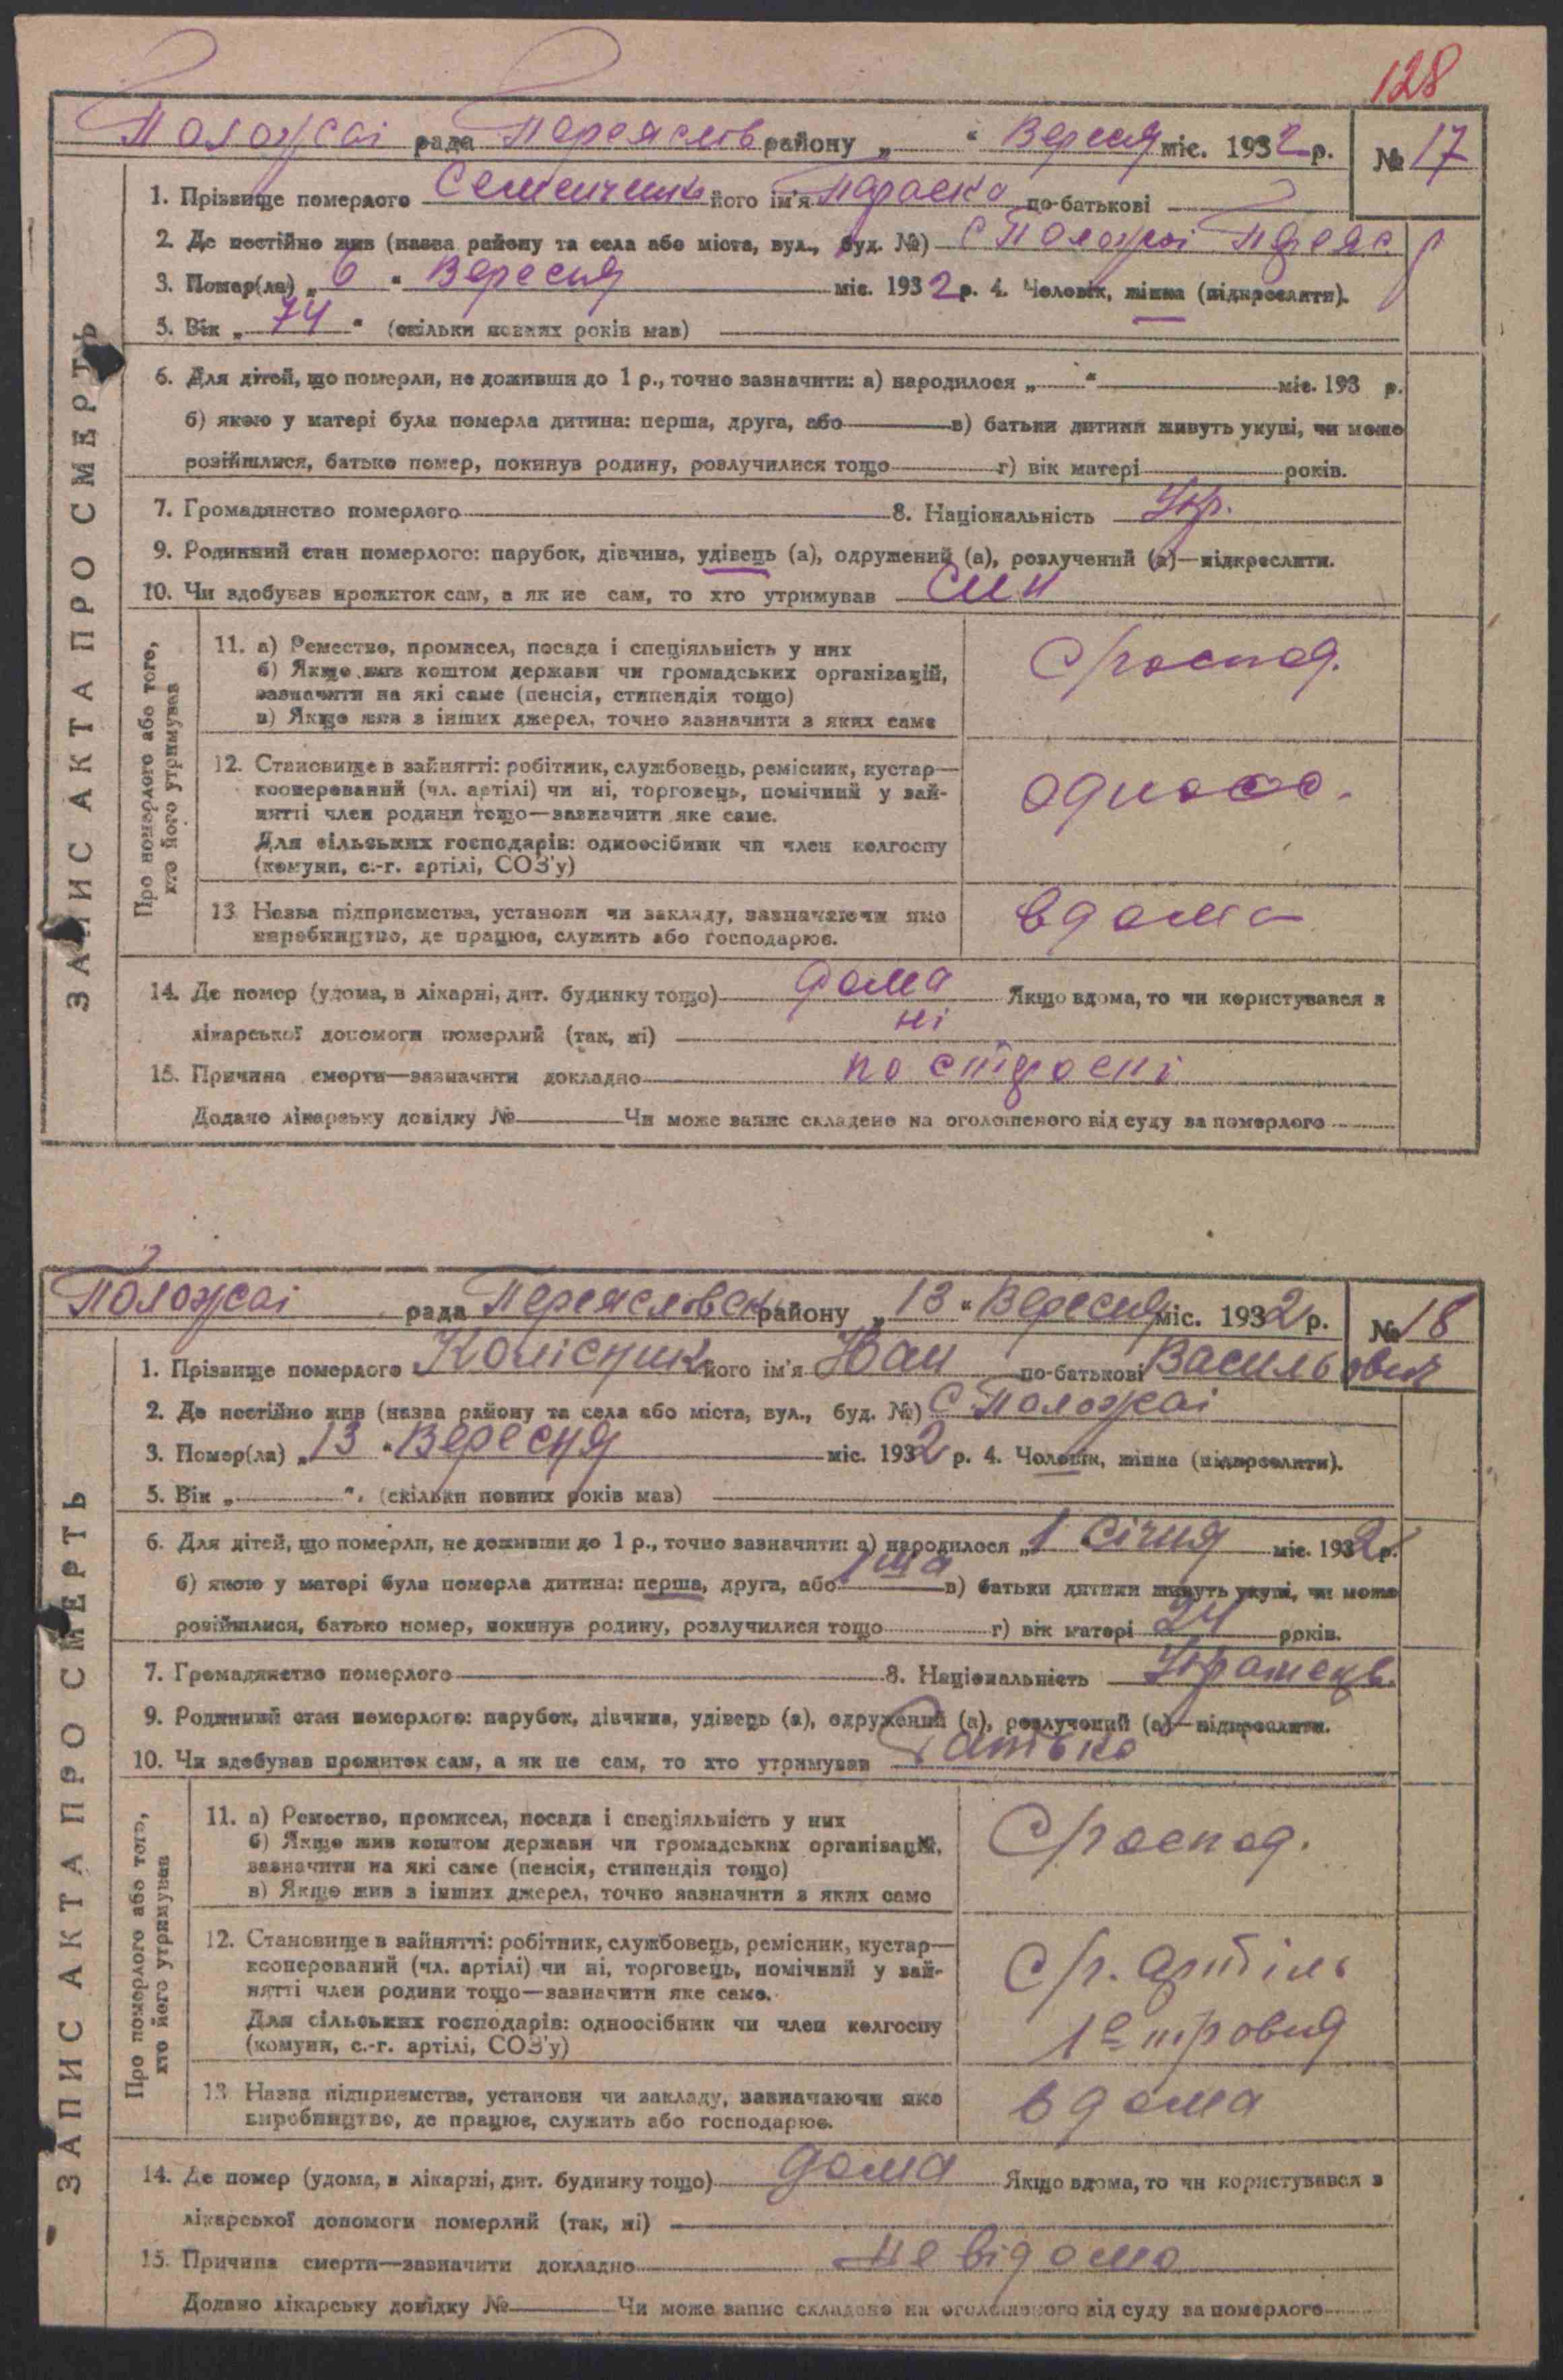 128
Положаі рада Переяслів району „ “ Вересня міс. 1932 р. № 17
1. Прізвище померлого Семенченко його ім'я Параска по-батькові
2. Де постійно жив (назва району та села або міста, вул., буд. №) С Положаі Переяс
3. Помер(ла) „ 6 “ Вересня міс. 1932 р. 4. Чоловік, жінка (підкреслити).
5. Вік „ 74 “ (скільки повних років мав)
6. Для дітей, що померли, не доживши до 1 р., точно зазначити: а) народилося „ “ міс. 193 р.
б) якою у матері була померла дитина: перша, друга, або в) батьки дитини живуть укупі, чи може
розійшлися, батько помер, покинув родину, розлучилися тощо г) вік матері років.
7. Громадянство померлого 8. Національність Укр.
9. Родинний стан померлого: парубок, дівчина, удівець (а), одружений (а), розлучений (а)—підкреслити.
10. Чи здобував прожиток сам, а як не сам, то хто утримував Син
ЗАПИС АКТА ПРО СМЕРТЬ
Про померлого або того,
хто його утримував
11. а) Ремество, промисел, посада і спеціяльність у них
б) Якщо жив коштом держави чи громадських організацій,
зазначити на які саме (пенсія, стипендія тощо)
в) Якщо жив з інших джерел, точно зазначити з яких саме
С/господ.
12. Становище в зайнятті: робітник, службовець, ремісник, кустар—
кооперований (чл. артілі) чи ні, торговець, помічний у зай-
нятті член родини тощо—зазначити яке саме.
Для сільських господарів: одноосібник чи член колгоспу
(комуни, с.-г. артілі, СОЗ'у)
одноос.
13. Назва підприємства, установи чи закладу, зазначаючи яке
виробництво, де працює, служить або господарює.
вдома
14. Де помер (удома, в лікарні, дит. будинку тощо) дома Якщо вдома, то чи користувався з
лікарської допомоги померлий (так, ні) ні
15. Причина смерти—зазначити докладно по старості
Додано лікарську довідку № Чи може запис складено на оголошеного від суду за померлого
Положаі рада Переясловск району „ 13 “ Вересня міс. 1932 р. № 18
1. Прізвище померлого Колісник його ім'я Іван по-батькові Васильович
2. Де постійно жив (назва району та села або міста, вул., буд. №) С Положаі
3. Помер(ла) „ 13 “ Вересня міс. 1932 р. 4. Чоловік, жінка (підкреслити).
5. Вік „ “. (скільки повних років мав)
6. Для дітей, що померли, не доживши до 1 р., точно зазначити: а) народилося „ 1 Січня міс. 1932 р.
б) якою у матері була померла дитина: перша, друга, або 1ша в) батьки дитини живуть укупі, чи може
розійшлися, батько помер, покинув родину, розлучилися тощо г) вік матері 24 років.
7. Громадянство померлого 8. Національність
9. Родинний стан померлого: парубок, дівчина, удівець (а), одружений (а), розлучений (а)—підкреслити.
10. Чи здобував прожиток сам, а як не сам, то хто утримував Батько
ЗАПИС АКТА ПРО СМЕРТЬ
Про померлого або того,
хто його утримував
11. а) Ремество, промисел, посада і спеціяльність у них
б) Якщо жив коштом держави чи громадських організацій,
зазначити на які саме (пенсія, стипендія тощо)
в) Якщо жив з інших джерел, точно зазначити з яких само
С/господ.
12. Становище в зайнятті: робітник, службовець, ремісник, кустар—
кооперований (чл. артілі) чи ні, торговець, помічний у зай-
нятті член родини тощо—зазначити яке саме.
Для сільських господарів: одноосібник чи член колгоспу
(комуни, с.-г. артілі, СОЗ'у)
С/г. артіль
13. Назва підприємства, установи чи закладу, зазначаючи яке
виробництво, де працює, служить або господарює.
вдома
14. Де помер (удома, в лікарні, дит. будинку тощо) дома Якщо вдома, то чи користувався з
лікарської допомоги померлий (так, ні)
15. Причина смерти—зазначити докладно невідомо
Додано лікарську довідку № Чи може запис складено на оголошеного від суду за померлого